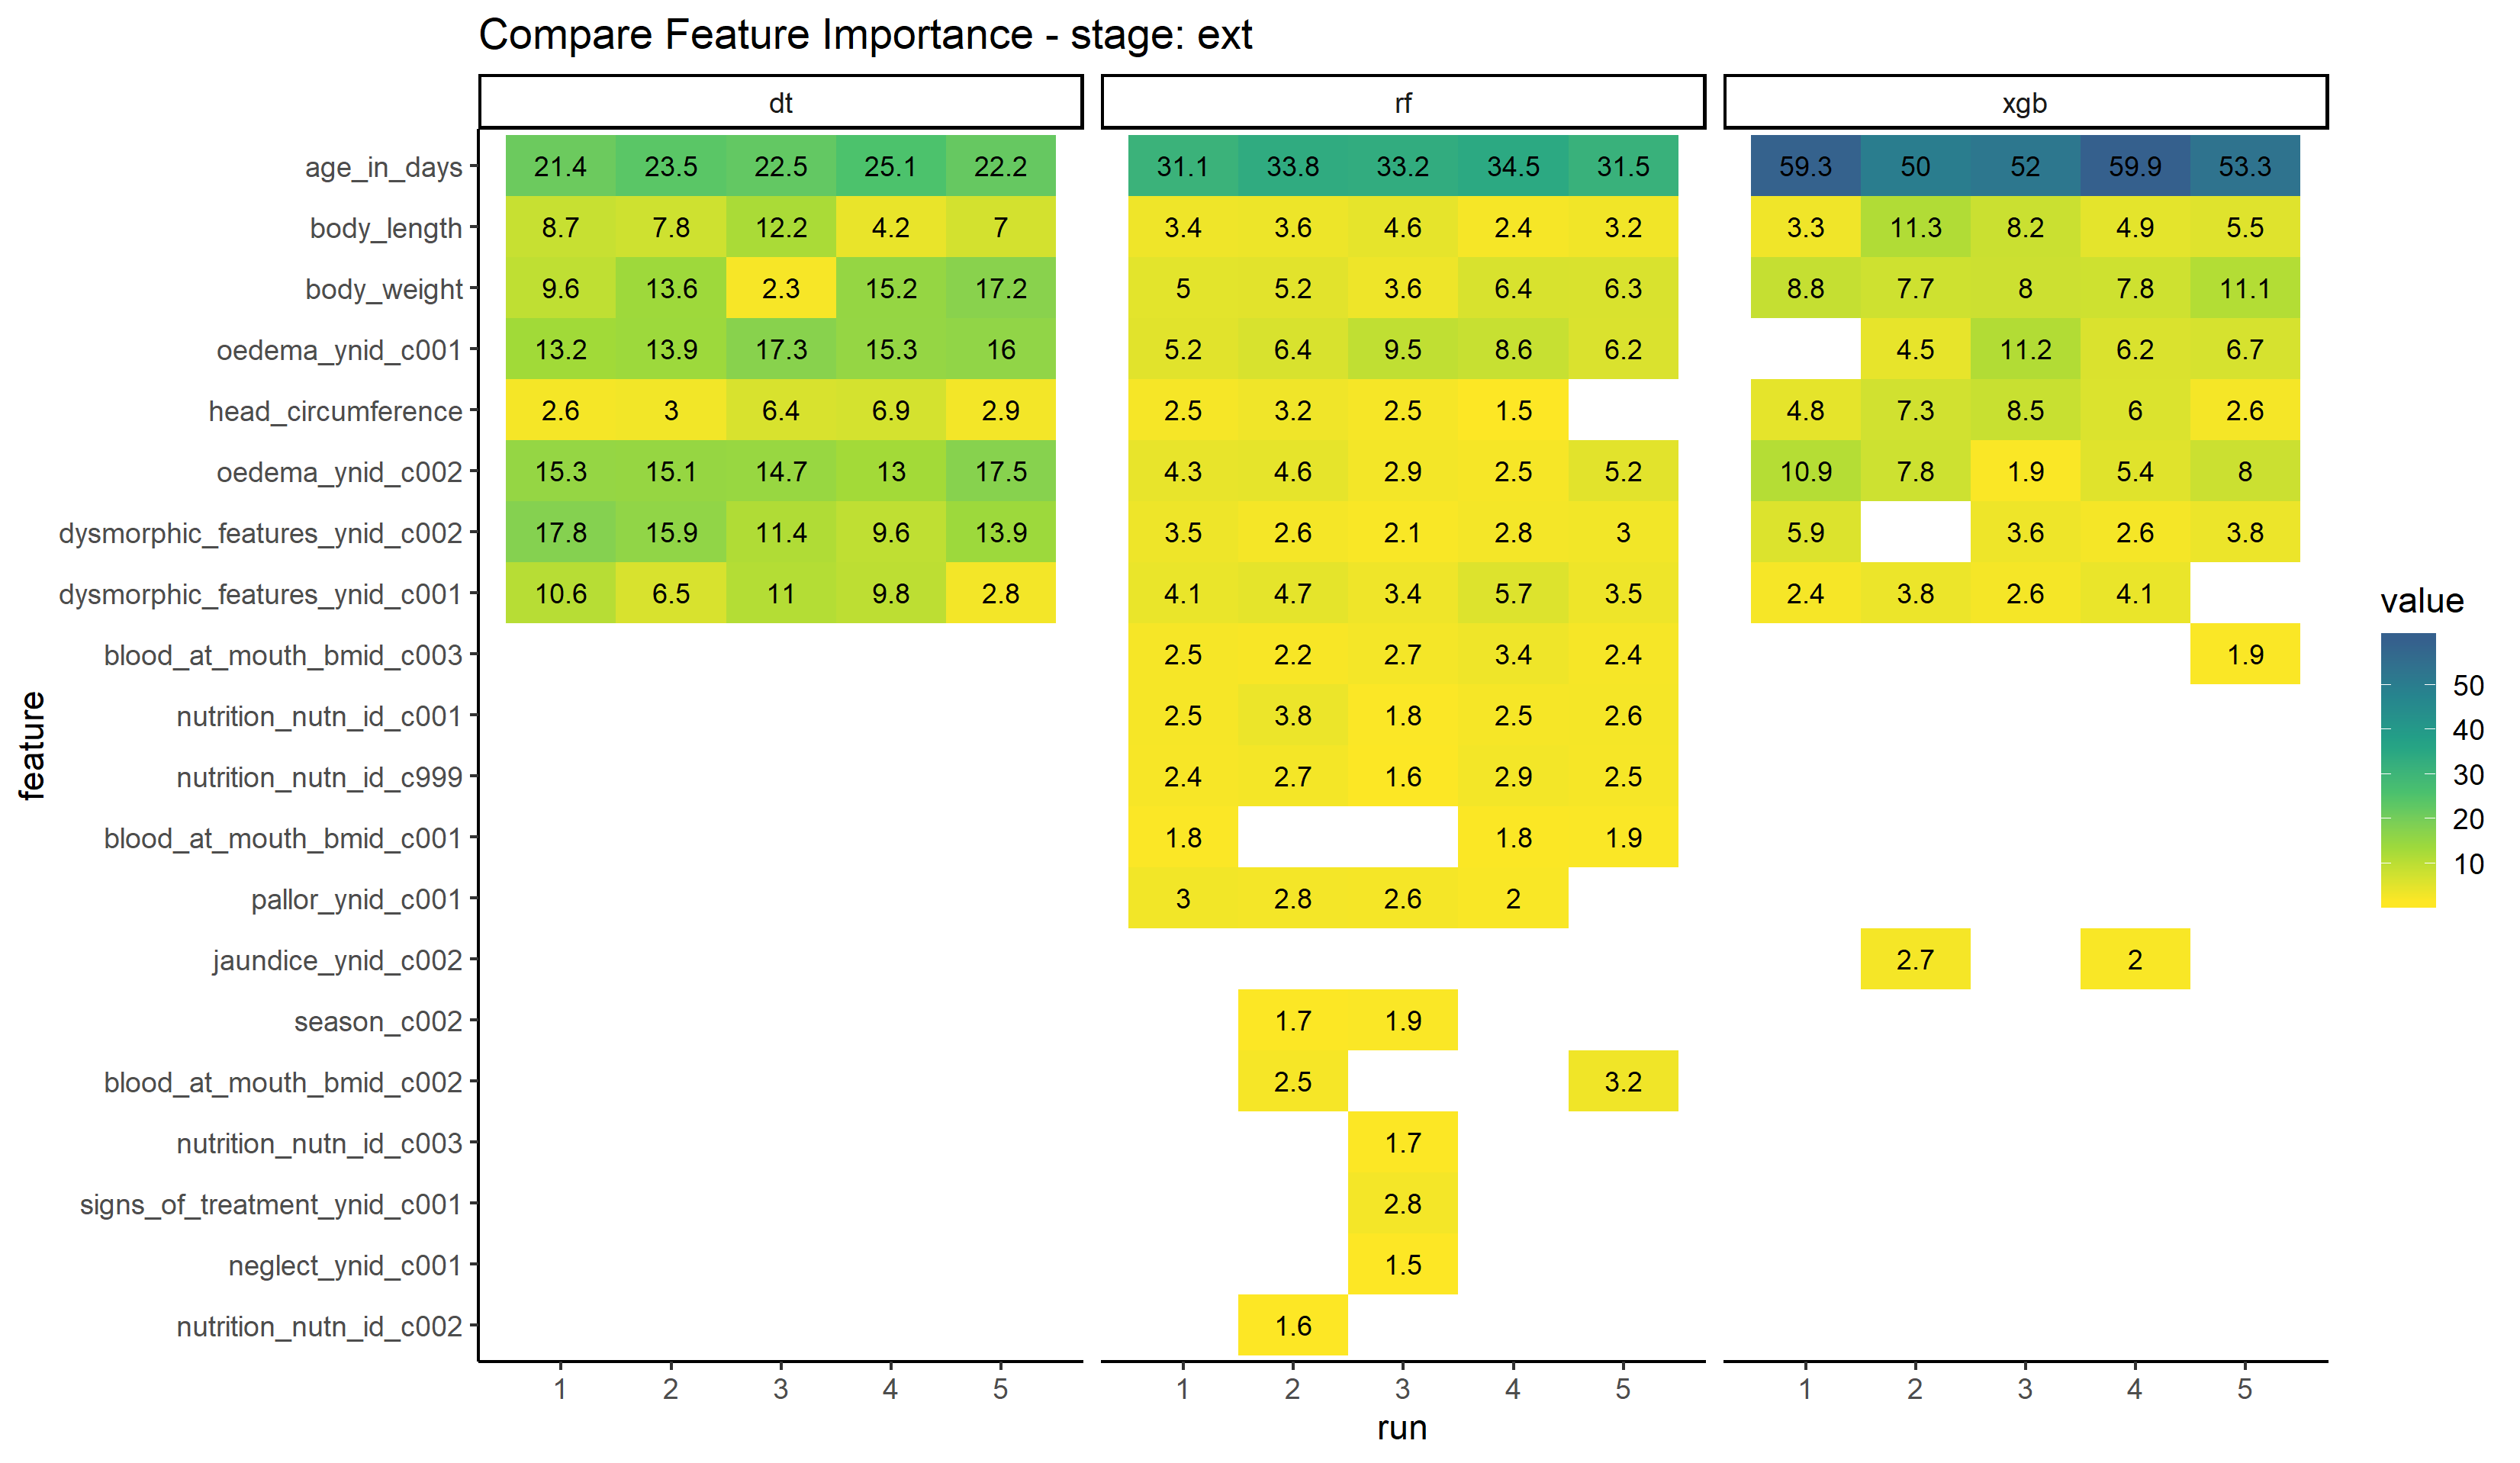 Compare Feature Importance - stage: ext
dt rf xgb
age_in_days 21.4 23.5 22.5 25.1 22.2 31.1 33.8 33.2 34.5 31.5 59.3 50 52 59.9 53.3
body_length 8.7 7.8 12.2 4.2 7 3.4 3.6 4.6 2.4 3.2 3.3 11.3 8.2 4.9 5.5
body_weight 9.6 13.6 2.3 15.2 17.2 5 5.2 3.6 6.4 6.3 8.8 7.7 8 7.8 11.1
oedema_ynid_c001 13.2 13.9 17.3 15.3 16 5.2 6.4 9.5 8.6 6.2 4.5 11.2 6.2 6.7
head_circumference 2.6 3 6.4 6.9 2.9 2.5 3.2 2.5 1.5 4.8 7.3 8.5 6 2.6
oedema_ynid_c002 15.3 15.1 14.7 13 17.5 4.3 4.6 2.9 2.5 5.2 10.9 7.8 1.9 5.4 8
dysmorphic_features_ynid_c002 17.8 15.9 11.4 9.6 13.9 3.5 2.6 2.1 2.8 3 5.9 3.6 2.6 3.8
dysmorphic_features_ynid_c001 10.6 6.5 11 9.8 2.8 4.1 4.7 3.4 5.7 3.5 2.4 3.8 2.6 4.1
blood_at_mouth_bmid_c003 2.5 2.2 2.7 3.4 2.4 1.9
nutrition_nutn_id_c001 2.5 3.8 1.8 2.5 2.6
nutrition_nutn_id_c999 2.4 2.7 1.6 2.9 2.5
blood_at_mouth_bmid_c001 1.8 1.8 1.9
pallor_ynid_c001 3 2.8 2.6 2
jaundice_ynid_c002 2.7 2
season_c002 1.7 1.9
blood_at_mouth_bmid_c002 2.5 3.2
nutrition_nutn_id_c003 1.7
signs_of_treatment_ynid_c001 2.8
neglect_ynid_c001 1.5
nutrition_nutn_id_c002 1.6
1 2 3 4 5 1 2 3 4 5 1 2 3 4 5
run
feature
value
50
40
30
20
10